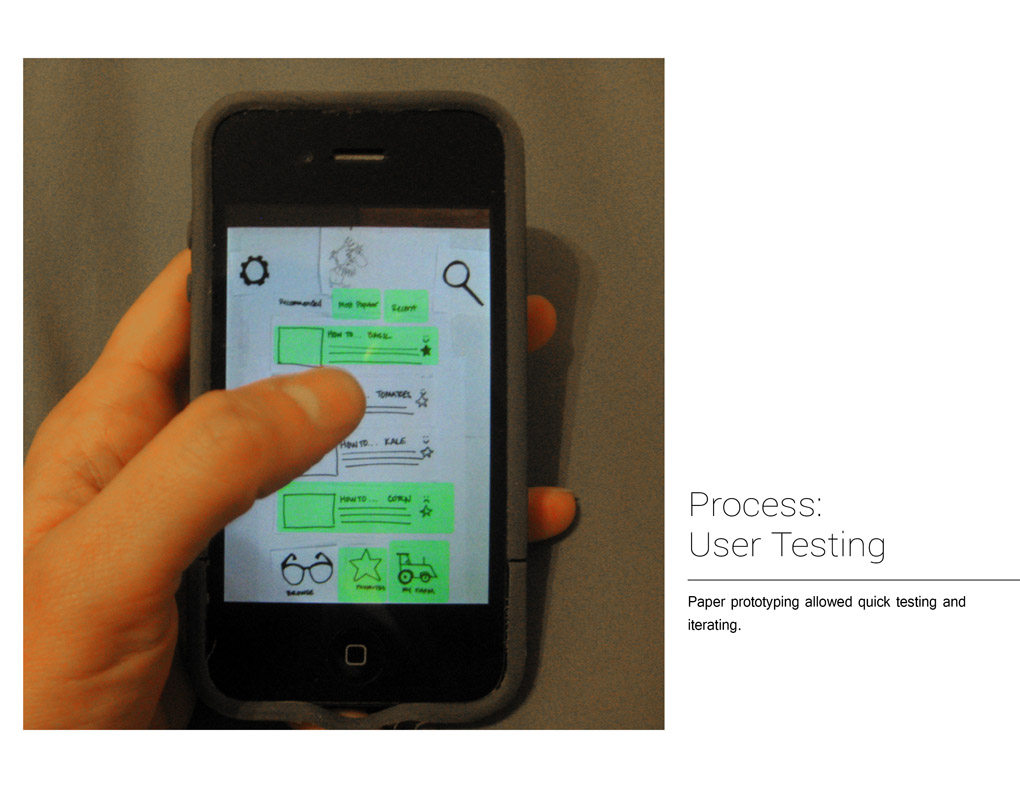 Recommended
Most Popular
Recent
HOW TO... BASIL
... TOMATOES
HOW TO... KALE
HOW TO... CORN
BROWSE
FAVORITES
MY FARM
Process:
User Testing
Paper prototyping allowed quick testing and
iterating.